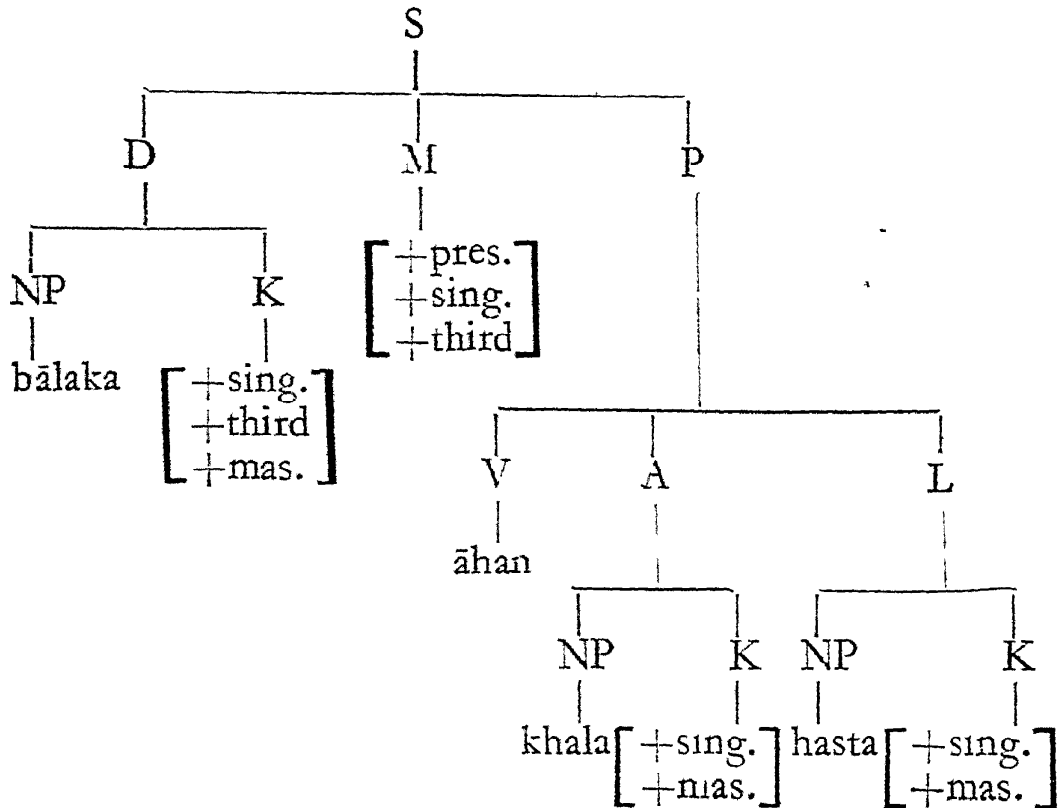 S
D M P
NP K
[+pres.
+sing.
+third]
bālaka [+sing.
+third
+mas.]
V A L
āhan
NP K NP K
khala [+sing.
+mas.] hasta [+sing.
+mas.]